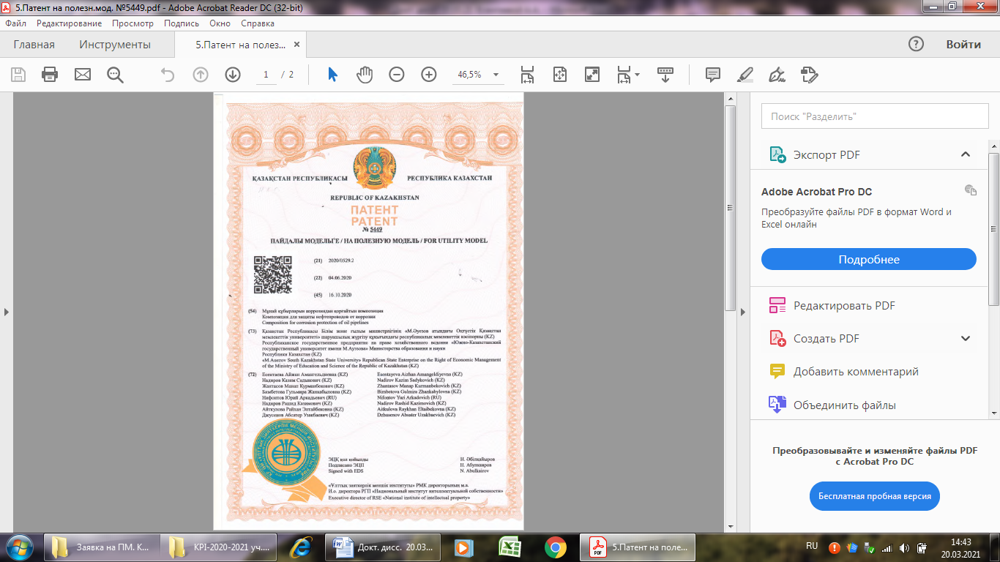 5.Патент на полезн.мод. №5449.pdf - Adobe Acrobat Reader DC (32-bit)
Файл Редактирование Просмотр Подпись Окно Справка
Главная Инструменты 5.Патент на полез... × Войти
1 / 2 46,5%
ҚАЗАҚСТАН РЕСПУБЛИКАСЫ РЕСПУБЛИКА КАЗАХСТАН
REPUBLIC OF KAZAKHSTAN
ПАТЕНТ
PATENT
№ 5449
ПАЙДАЛЫ МОДЕЛЬГЕ / НА ПОЛЕЗНУЮ МОДЕЛЬ / FOR UTILITY MODEL
(21) 2020/0529.2
(22) 04.06.2020
(45) 16.10.2020
(54) Мұнай құбырларын коррозиядан қорғайтын композиция
Композиция для защиты нефтепроводов от коррозии
Composition for corrosion protection of oil pipelines
(73) Қазақстан Республикасы Білім және ғылым министрлігінің «М.Әуезов атындағы Оңтүстік Қазақстан
мемлекеттік университеті» шаруашылық жүргізу құқығындағы республикалық мемлекеттік кәсіпорны (KZ)
Республиканское государственное предприятие на праве хозяйственного ведения «Южно-Казахстанский
государственный университет имени М.Ауэзова» Министерства образования и науки
Республики Казахстан (KZ)
«M.Auezov South Kazakhstan State University» Republican State Enterprise on the Right of Economic Management
of the Ministry of Education and Science of the Republic of Kazakhstan (KZ)
(72) Есентаева Айжан Амангельдиевна (KZ) Esentayeva Aizhan Amangeldiyevna (KZ)
Надиров Казим Садыкович (KZ) Nadirov Kazim Sadykovich (KZ)
Жантасов Манап Курманбекович (KZ) Zhantasov Manap Kurmanbekovich (KZ)
Бимбетова Гульмира Жанкабыловна (KZ) Bimbetova Gulmira Zhankabylovna (KZ)
Нифонтов Юрий Аркадьевич (RU) Nifontov Yuri Arkadevich (RU)
Надиров Рашид Казимович (KZ) Nadirov Rashid Kazimovich (KZ)
Айткулова Райхан Элтайбековна (KZ) Aitkulova Raykhan Eltaibekovna (KZ)
Джусенов Абсатер Узакбаевич (KZ) Dzhusenov Absater Uzakbaevich (KZ)
ЭЦҚ қол қойылды Н. Әбілқайыров
Подписано ЭЦП Н. Абулхаиров
Signed with EDS N. Abulkairov
«Ұлттық зияткерлік меншік институты» РМК директорының м.а.
И.о. директора РГП «Национальный институт интеллектуальной собственности»
Executive director of RSE «National institute of intellectual property»
Поиск "Разделить"
Экспорт PDF
Adobe Acrobat Pro DC
Преобразуйте файлы PDF в формат Word и
Excel онлайн
Подробнее
Редактировать PDF
Создать PDF
Добавить комментарий
Объединить файлы
Преобразовывайте и изменяйте файлы PDF
с Acrobat Pro DC
Бесплатная пробная версия
Заявка на ПМ. К... KPI-2020-2021 уч.... Докт. дисс. 20.03... 5.Патент на поле... RU 14:43
20.03.2021